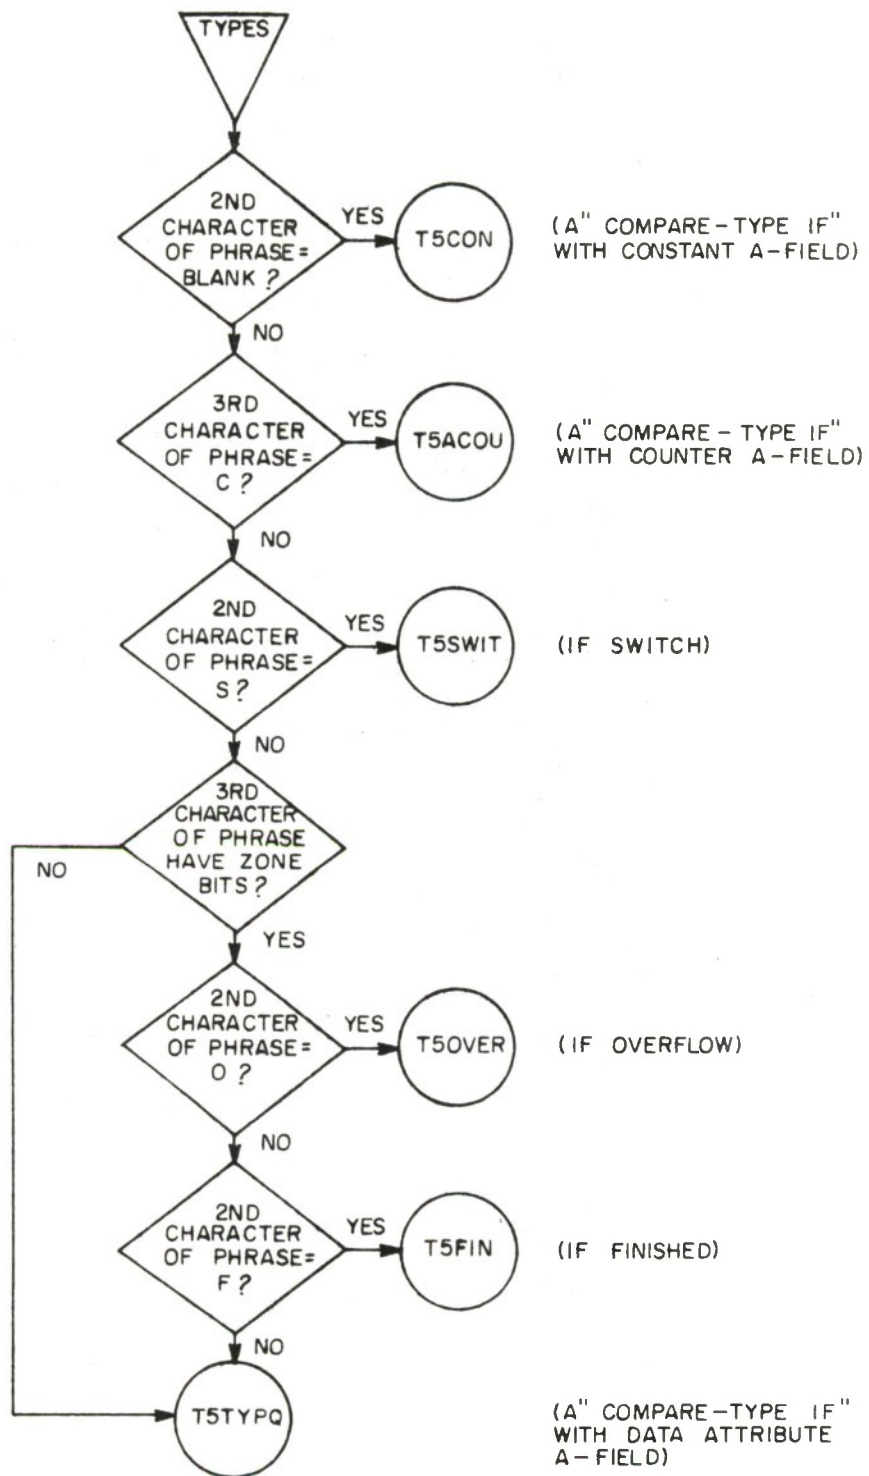 TYPES
2ND
CHARACTER
OF PHRASE=
BLANK?
YES
T5CON
(A" COMPARE-TYPE IF"
WITH CONSTANT A-FIELD)
NO
3RD
CHARACTER
OF PHRASE=
C?
YES
T5ACOU
(A" COMPARE-TYPE IF"
WITH COUNTER A-FIELD)
NO
2ND
CHARACTER
OF PHRASE=
S?
YES
T5SWIT
(IF SWITCH)
NO
3RD
CHARACTER
OF PHRASE
HAVE ZONE
BITS?
NO
YES
2ND
CHARACTER
OF PHRASE=
O?
YES
T5OVER
(IF OVERFLOW)
NO
2ND
CHARACTER
OF PHRASE=
F?
YES
T5FIN
(IF FINISHED)
NO
T5TYPQ
(A" COMPARE-TYPE IF"
WITH DATA ATTRIBUTE
A-FIELD)